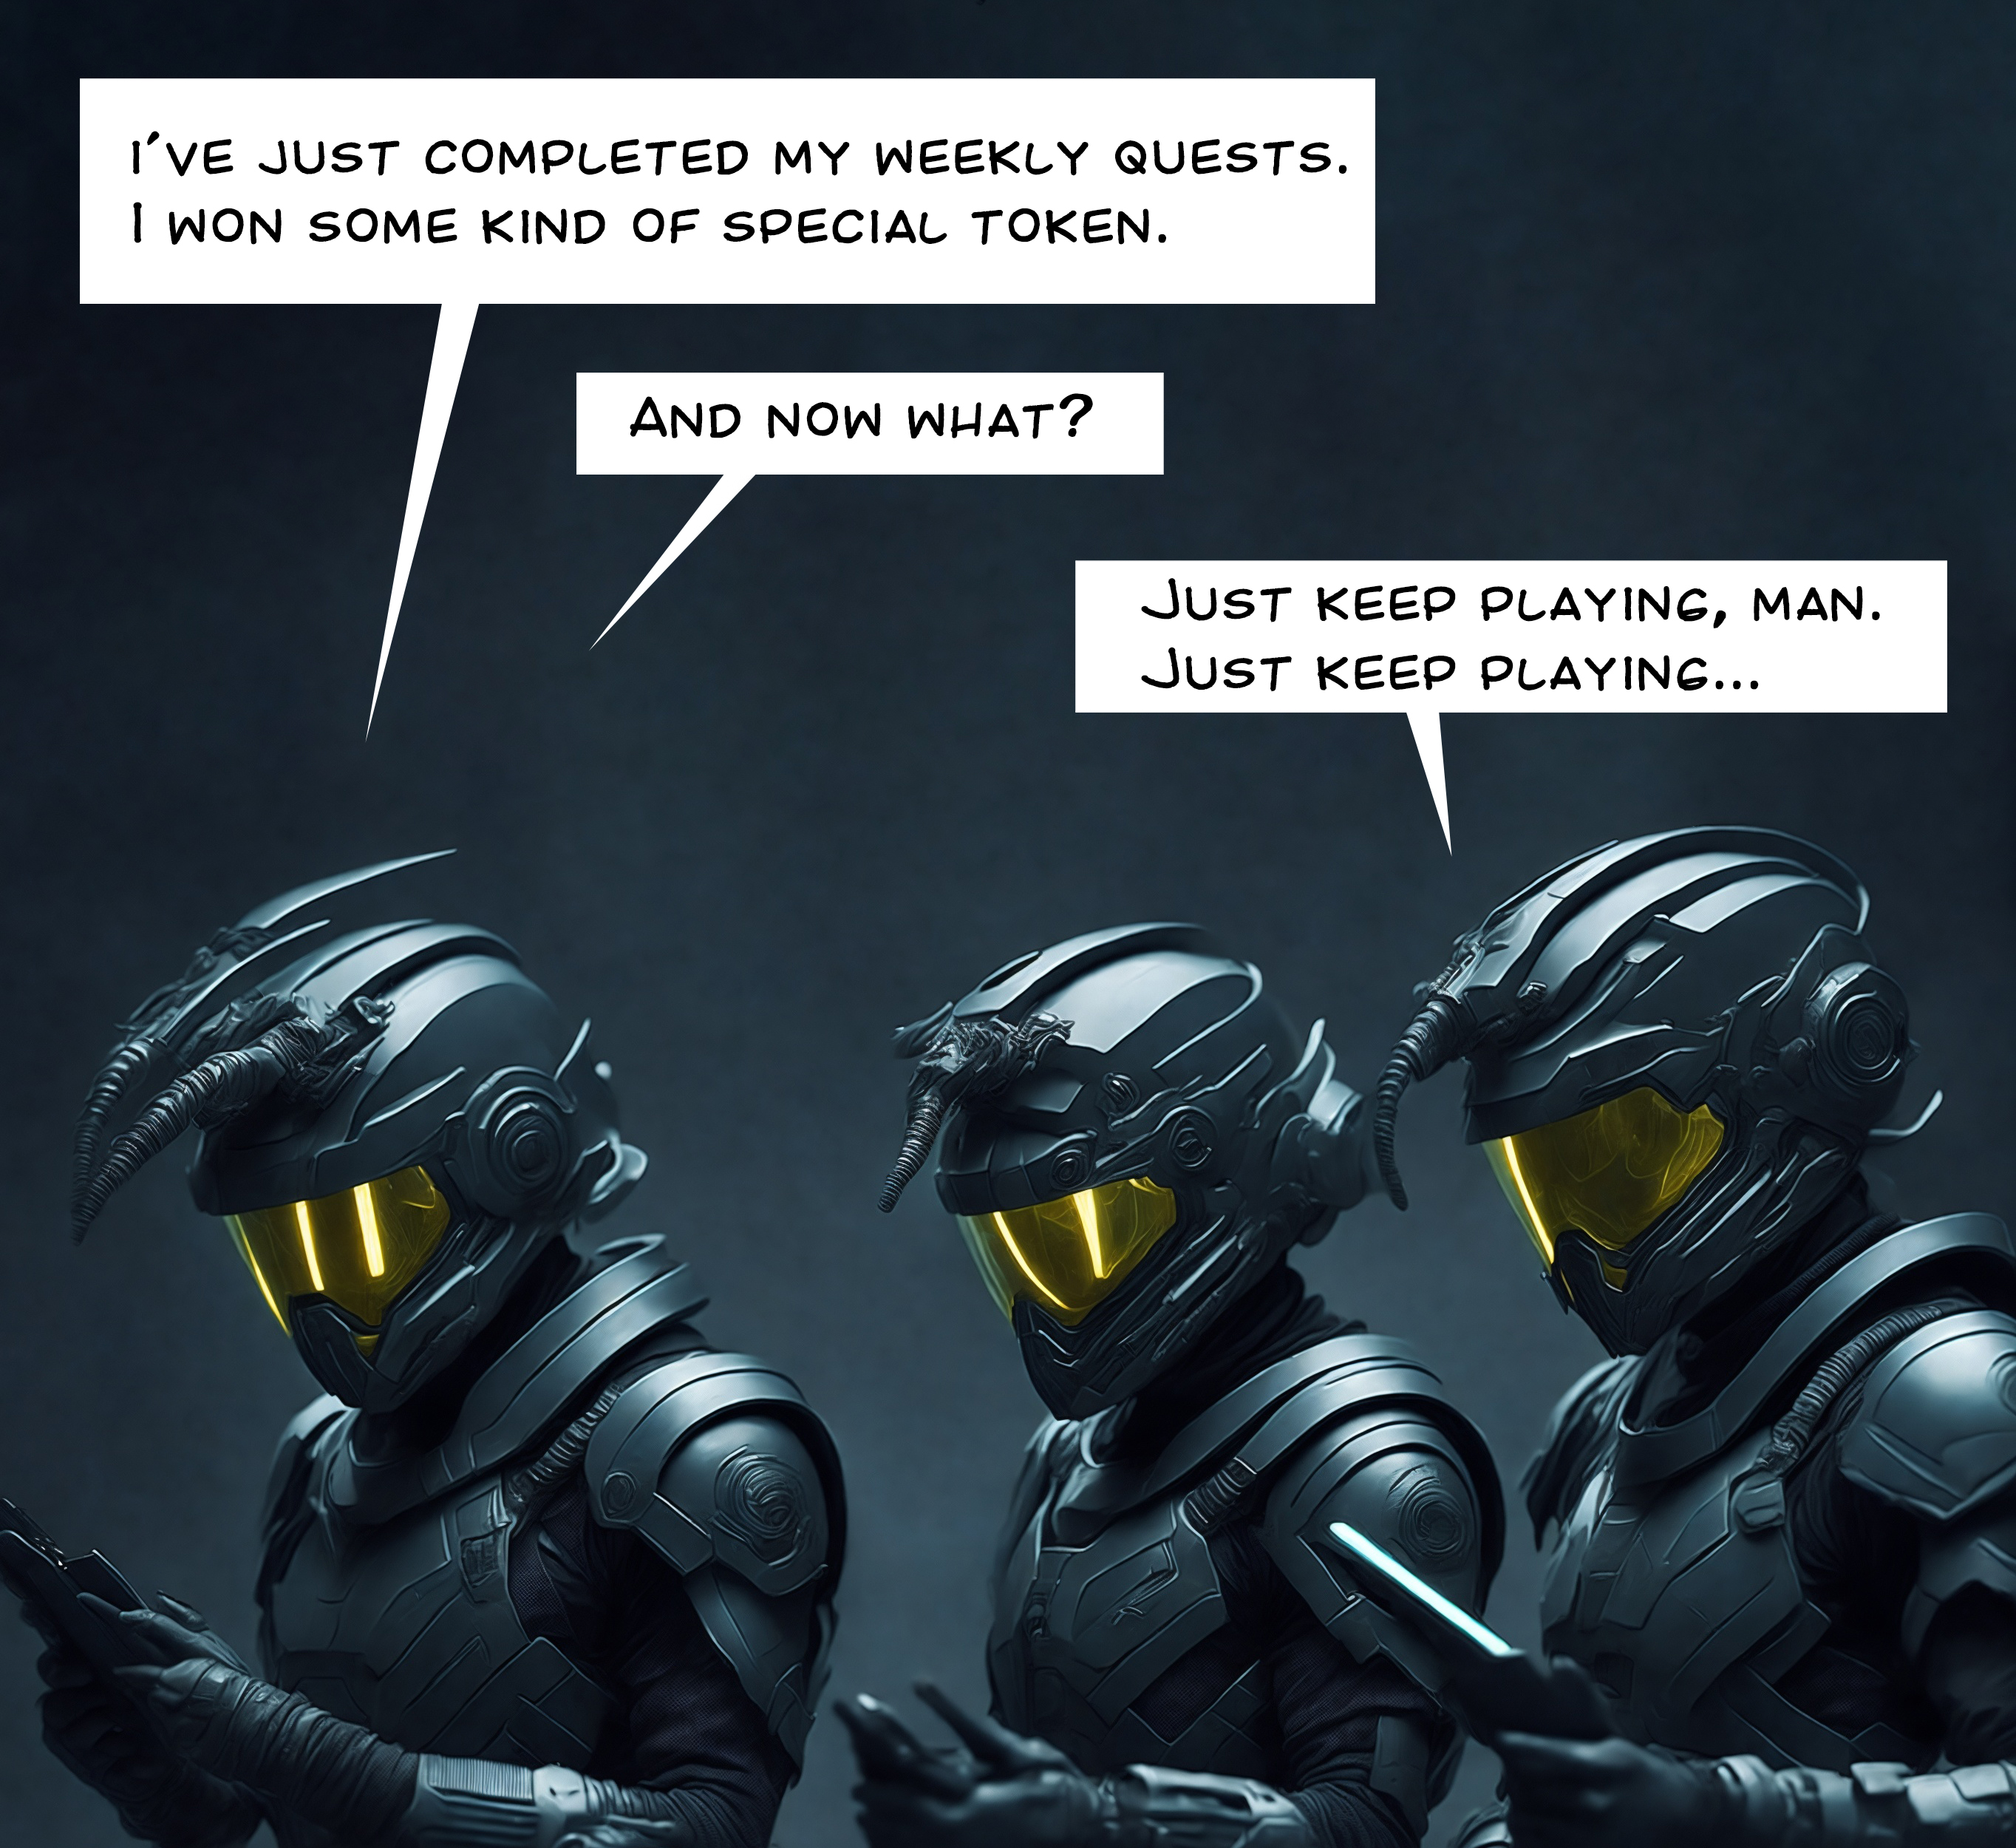 I'VE JUST COMPLETED MY WEEKLY QUESTS.
I WON SOME KIND OF SPECIAL TOKEN.
AND NOW WHAT?
JUST KEEP PLAYING, MAN.
JUST KEEP PLAYING...